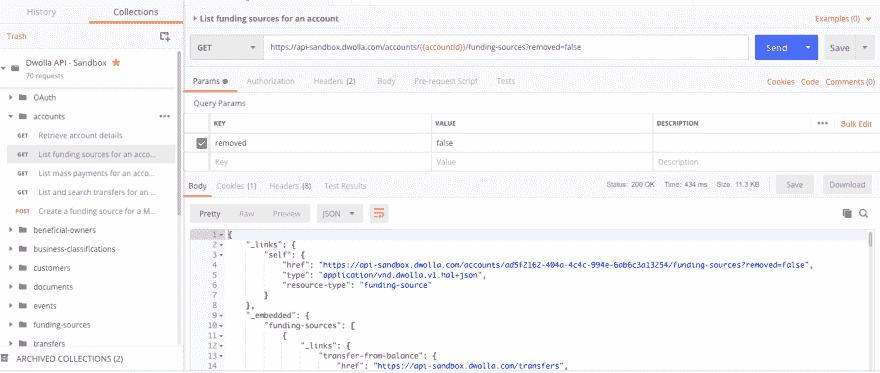 History Collections
Trash
Dwolla API - Sandbox
70 requests
OAuth
accounts
GET Retrieve account details
GET List funding sources for an acco...
GET List mass payments for an acco...
GET List and search transfers for an ...
POST Create a funding source for a M...
beneficial-owners
business-classifications
customers
documents
events
funding-sources
transfers
ARCHIVED COLLECTIONS (2)
List funding sources for an account
Examples (0)
GET https://api-sandbox.dwolla.com/accounts/{{accountId}}/funding-sources?removed=false Send Save
Params Authorization Headers (2) Body Pre-request Script Tests Cookies Code Comments (0)
Query Params
KEY VALUE DESCRIPTION ••• Bulk Edit
removed false
Key Value Description
Body Cookies (1) Headers (8) Test Results Status: 200 OK Time: 434 ms Size: 11.3 KB Save Download
Pretty Raw Preview JSON
1 {
2 "_links": {
3 "self": {
4 "href": "https://api-sandbox.dwolla.com/accounts/ad5f2162-404a-4c4c-994e-6ab6c3a13254/funding-sources?removed=false",
5 "type": "application/vnd.dwolla.v1.hal+json",
6 "resource-type": "funding-source"
7 }
8 },
9 "_embedded": {
10 "funding-sources": [
11 {
12 "_links": {
13 "transfer-from-balance": {
14 "href": "https://api-sandbox.dwolla.com/transfers",